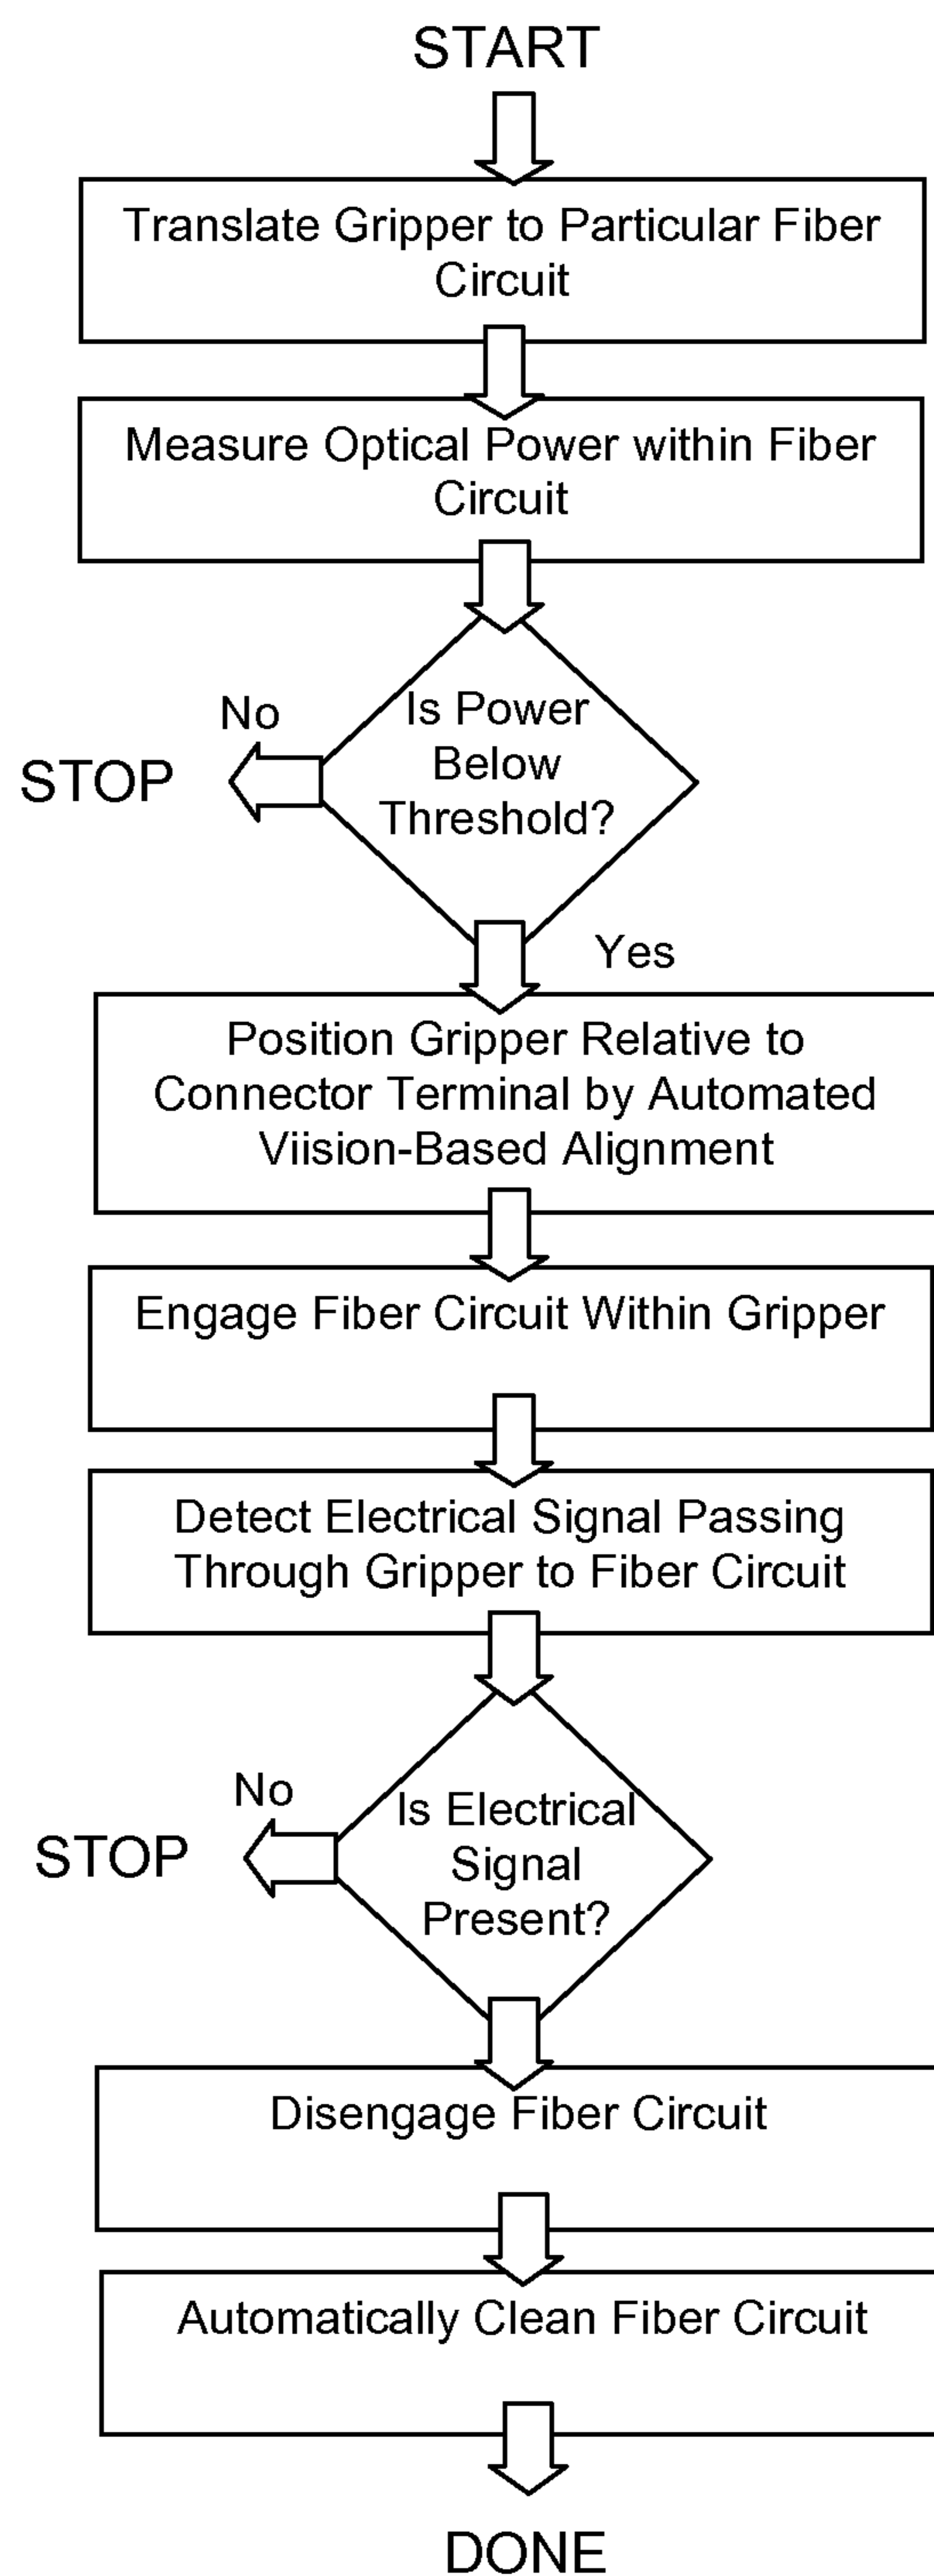 START
Translate Gripper to Particular Fiber
Circuit
Measure Optical Power within Fiber
Circuit
Is Power
Below
Threshold?
No
STOP
Yes
Position Gripper Relative to
Connector Terminal by Automated
Viision-Based Alignment
Engage Fiber Circuit Within Gripper
Detect Electrical Signal Passing
Through Gripper to Fiber Circuit
Is Electrical
Signal
Present?
No
STOP
Disengage Fiber Circuit
Automatically Clean Fiber Circuit
DONE